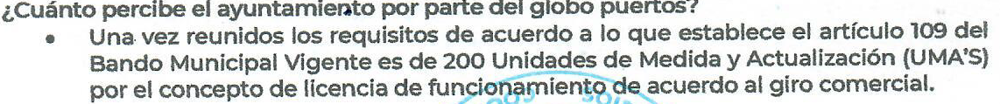 ¿Cuánto percibe el ayuntamiento por parte del globo puertos?
• Una vez reunidos los requisitos de acuerdo a lo que establece el artículo 109 del
Bando Municipal Vigente es de 200 Unidades de Medida y Actualización (UMA'S)
por el concepto de licencia de funcionamiento de acuerdo al giro comercial.